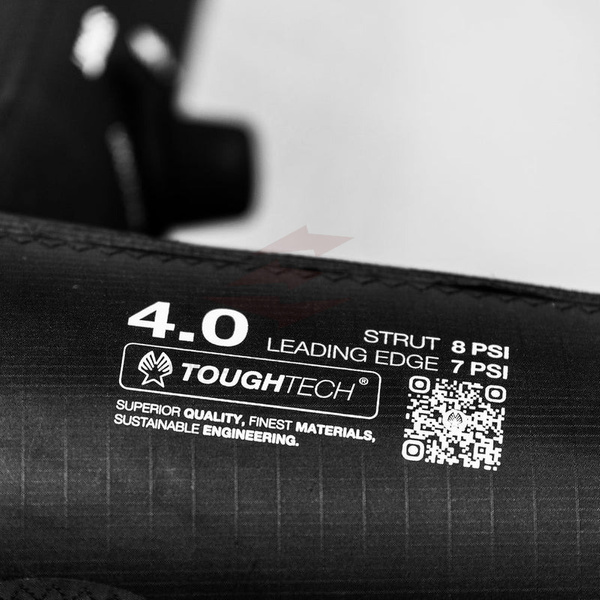 4.0
STRUT 8 PSI
LEADING EDGE 7 PSI
TOUGHTECH®
SUPERIOR QUALITY, FINEST MATERIALS,
SUSTAINABLE ENGINEERING.